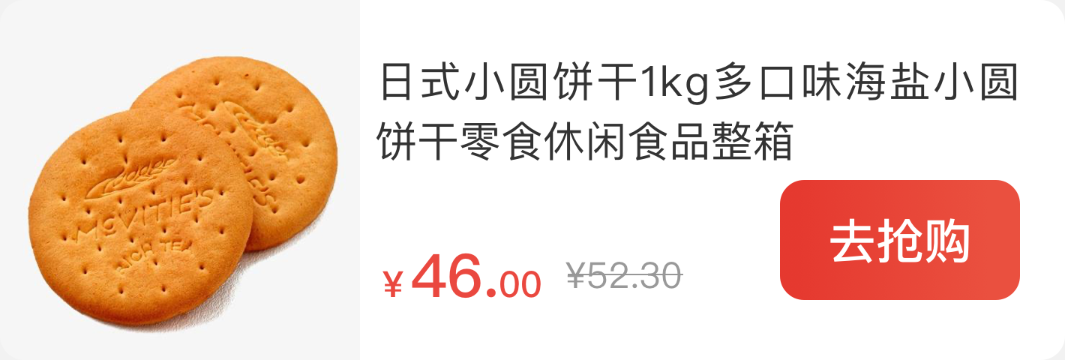 McVITIE'S
RICH TEA
日式小圆饼干1kg多口味海盐小圆
饼干零食休闲食品整箱
¥46.00 ¥52.30
去抢购